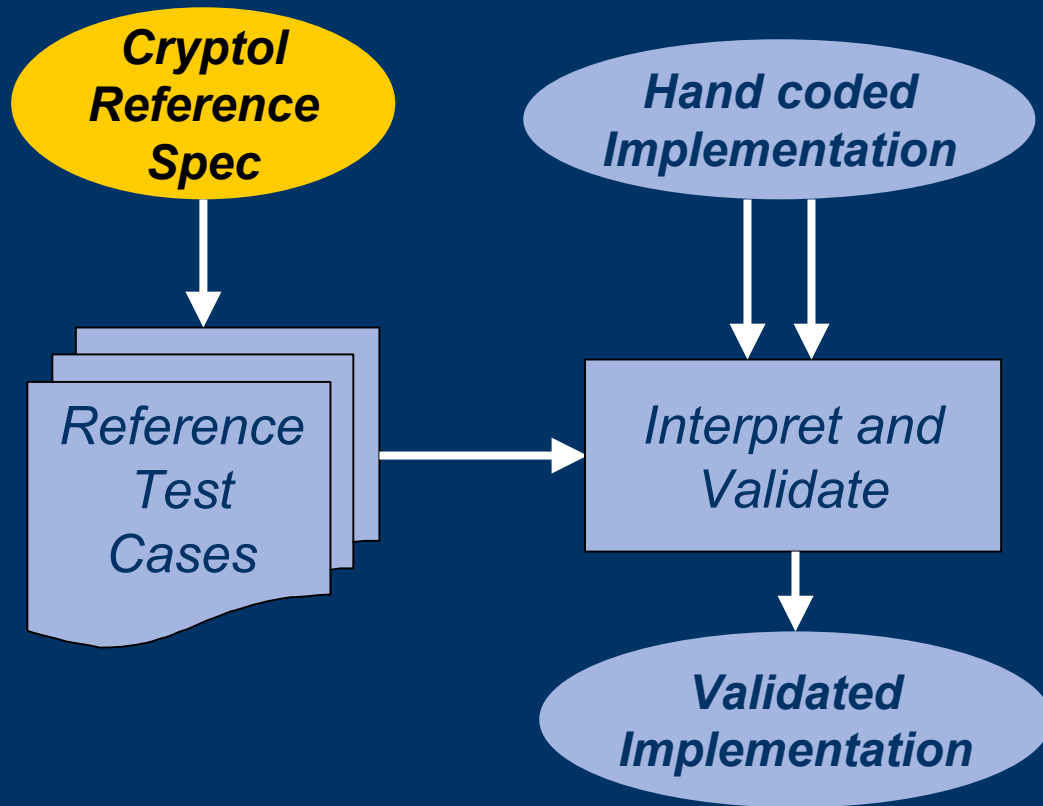 Cryptol
Reference
Spec
Hand coded
Implementation
Reference
Test
Cases
Interpret and
Validate
Validated
Implementation